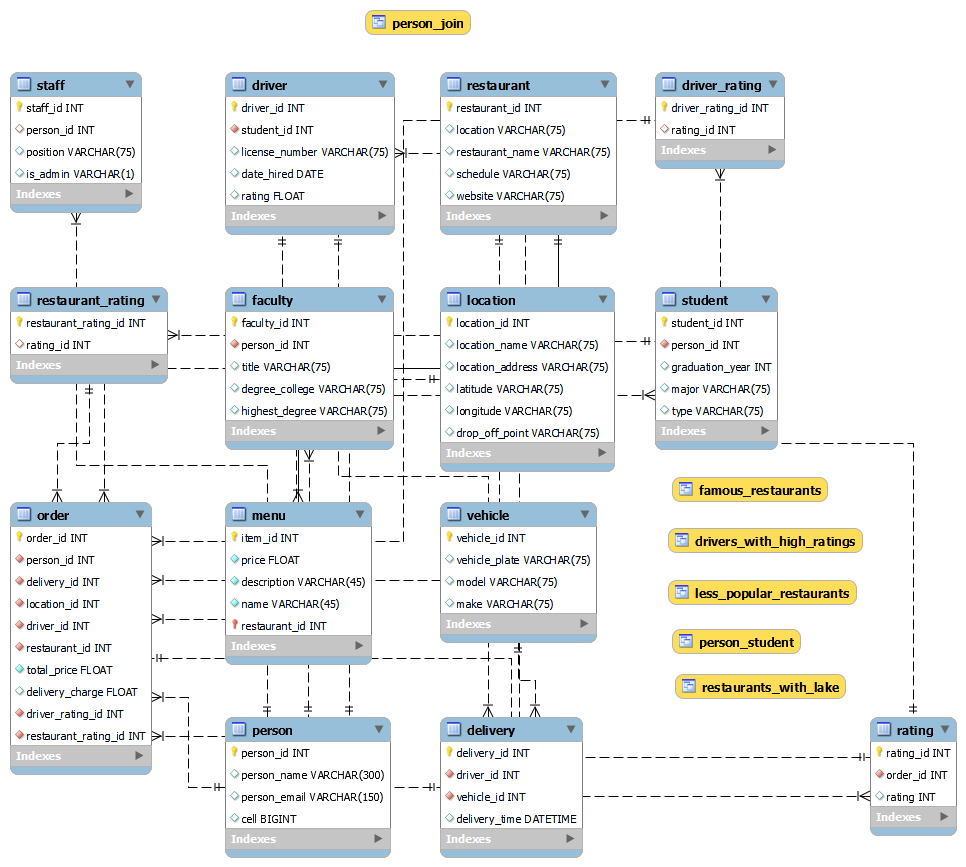 person_join
staff
staff_id INT
person_id INT
position VARCHAR(75)
is_admin VARCHAR(1)
Indexes
driver
driver_id INT
student_id INT
license_number VARCHAR(75)
date_hired DATE
rating FLOAT
Indexes
restaurant
restaurant_id INT
location VARCHAR(75)
restaurant_name VARCHAR(75)
schedule VARCHAR(75)
website VARCHAR(75)
Indexes
driver_rating
driver_rating_id INT
rating_id INT
Indexes
restaurant_rating
restaurant_rating_id INT
rating_id INT
Indexes
faculty
faculty_id INT
person_id INT
title VARCHAR(75)
degree_college VARCHAR(75)
highest_degree VARCHAR(75)
Indexes
location
location_id INT
location_name VARCHAR(75)
location_address VARCHAR(75)
latitude VARCHAR(75)
longitude VARCHAR(75)
drop_off_point VARCHAR(75)
Indexes
student
student_id INT
person_id INT
graduation_year INT
major VARCHAR(75)
type VARCHAR(75)
Indexes
order
order_id INT
person_id INT
delivery_id INT
location_id INT
driver_id INT
restaurant_id INT
total_price FLOAT
delivery_charge FLOAT
driver_rating_id INT
restaurant_rating_id INT
Indexes
menu
item_id INT
price FLOAT
description VARCHAR(45)
name VARCHAR(45)
restaurant_id INT
Indexes
vehicle
vehicle_id INT
vehicle_plate VARCHAR(75)
model VARCHAR(75)
make VARCHAR(75)
Indexes
famous_restaurants
drivers_with_high_ratings
less_popular_restaurants
person_student
restaurants_with_lake
person
person_id INT
person_name VARCHAR(300)
person_email VARCHAR(150)
cell BIGINT
Indexes
delivery
delivery_id INT
driver_id INT
vehicle_id INT
delivery_time DATETIME
Indexes
rating
rating_id INT
order_id INT
rating INT
Indexes